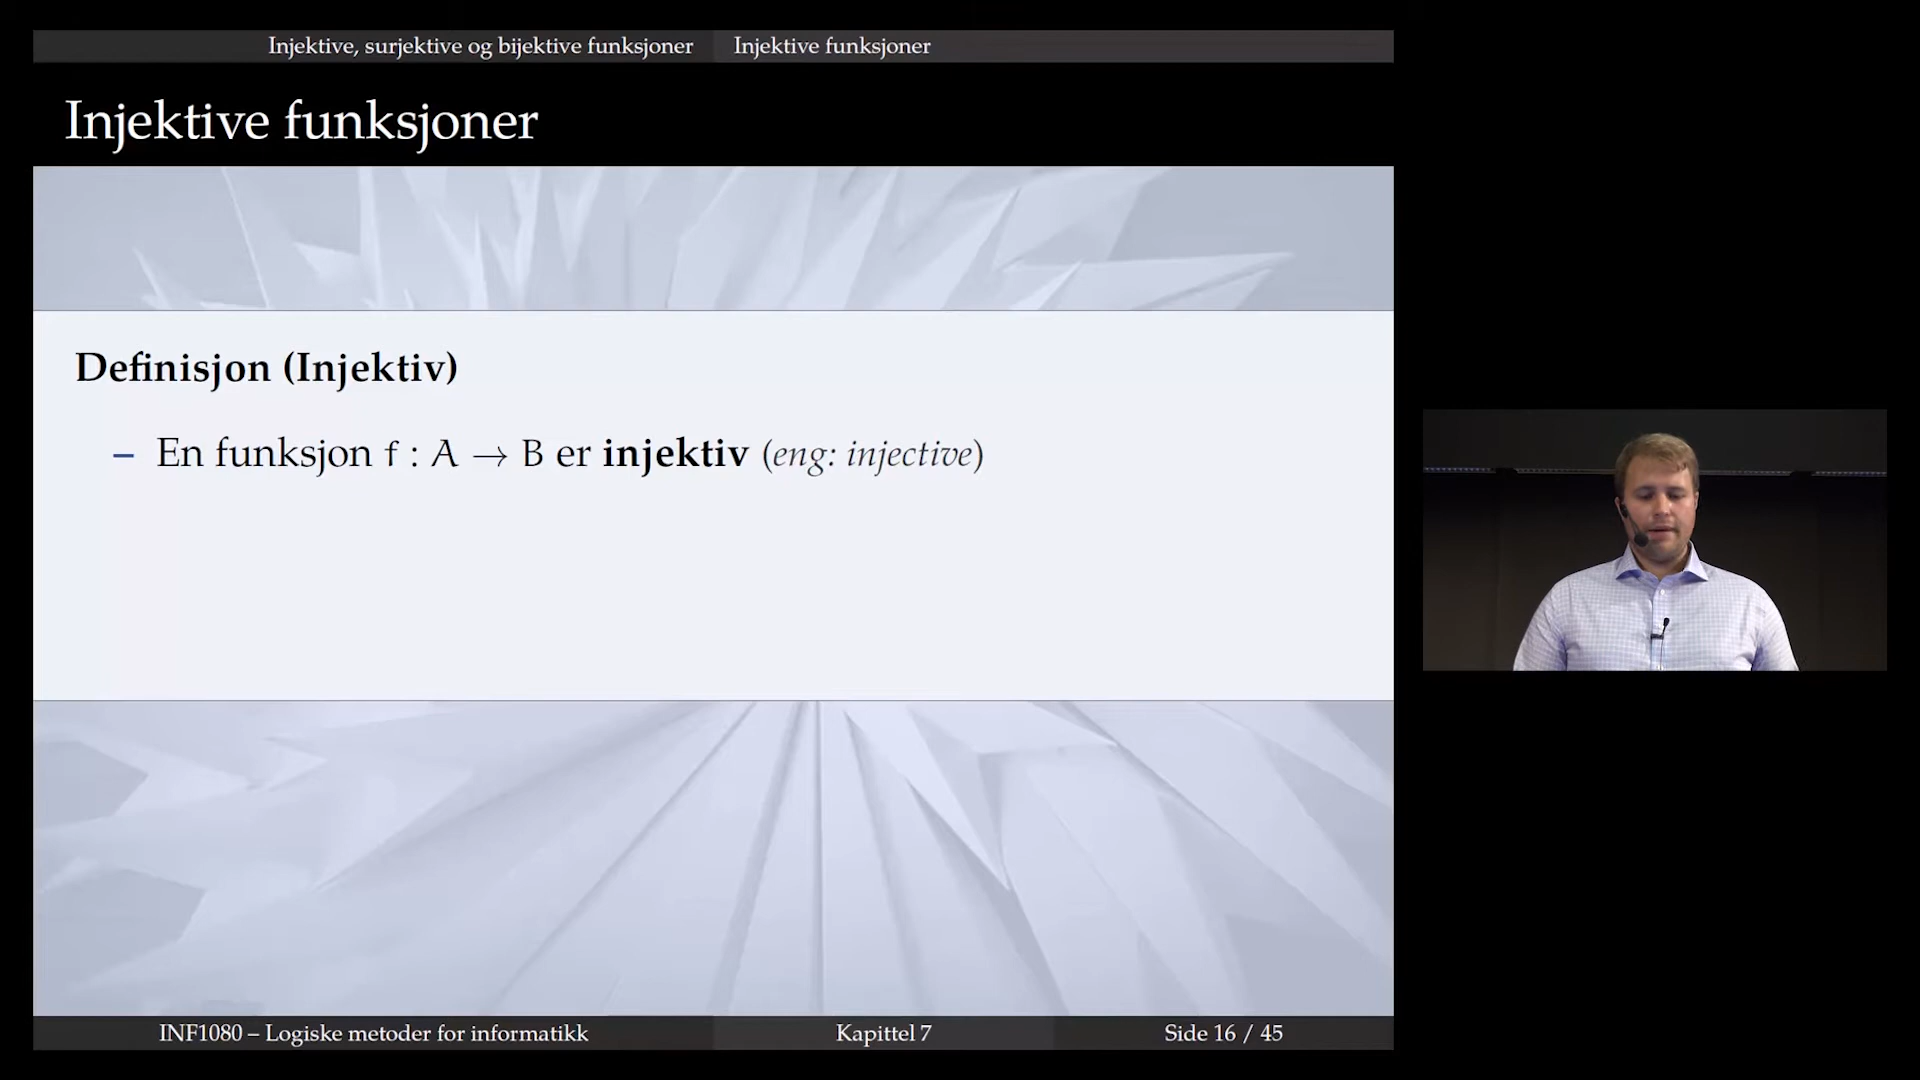 Injektive, surjektive og bijektive funksjoner Injektive funksjoner
Injektive funksjoner
Definisjon (Injektiv)
– En funksjon f : A → B er injektiv (eng: injective)
INF1080 – Logiske metoder for informatikk Kapittel 7 Side 16 / 45